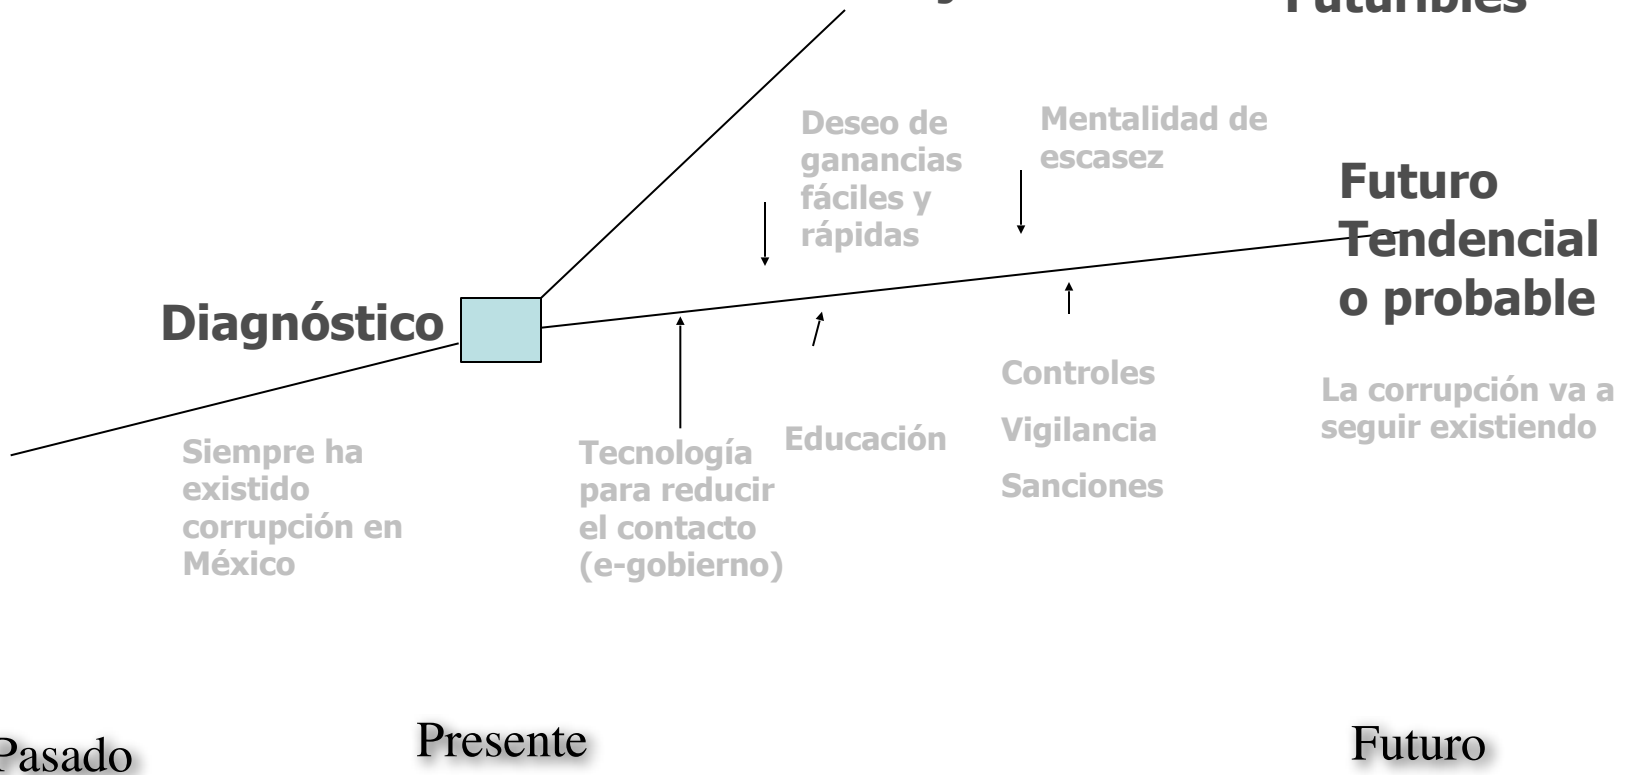 Futuribles
Deseo de
ganancias
fáciles y
rápidas
Mentalidad de
escasez
Futuro
Tendencial
o probable
Diagnóstico
La corrupción va a
seguir existiendo
Controles
Vigilancia
Sanciones
Educación
Siempre ha
existido
corrupción en
México
Tecnología
para reducir
el contacto
(e-gobierno)
Pasado
Presente
Futuro